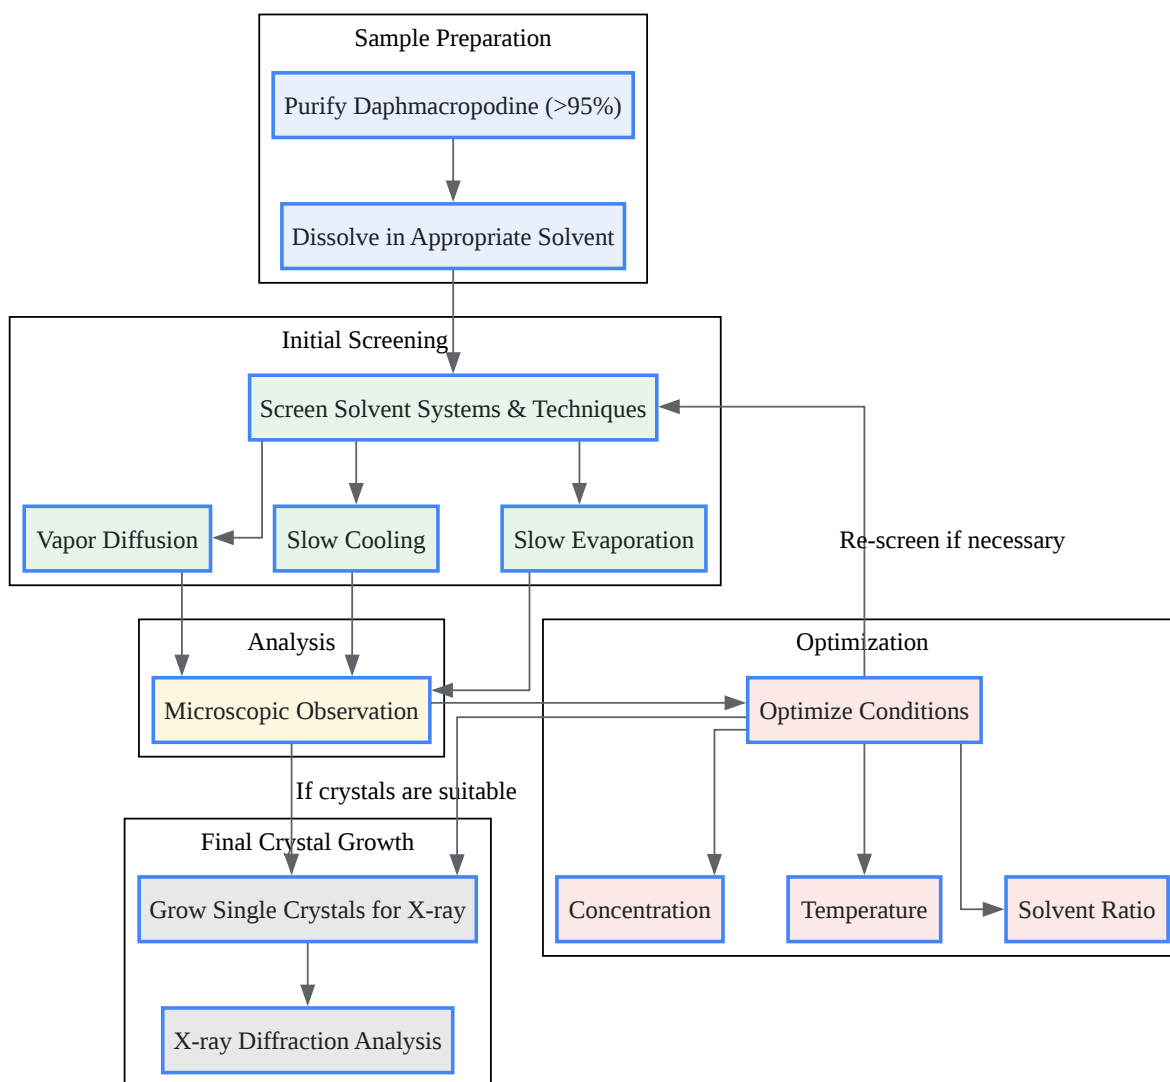 Sample Preparation
Purify Daphmacropodine (>95%)
Dissolve in Appropriate Solvent
Initial Screening
Screen Solvent Systems & Techniques
Vapor Diffusion
Slow Cooling
Slow Evaporation
Re-screen if necessary
Analysis
Optimization
Microscopic Observation
Optimize Conditions
If crystals are suitable
Final Crystal Growth
Grow Single Crystals for X-ray
Concentration
Temperature
Solvent Ratio
X-ray Diffraction Analysis